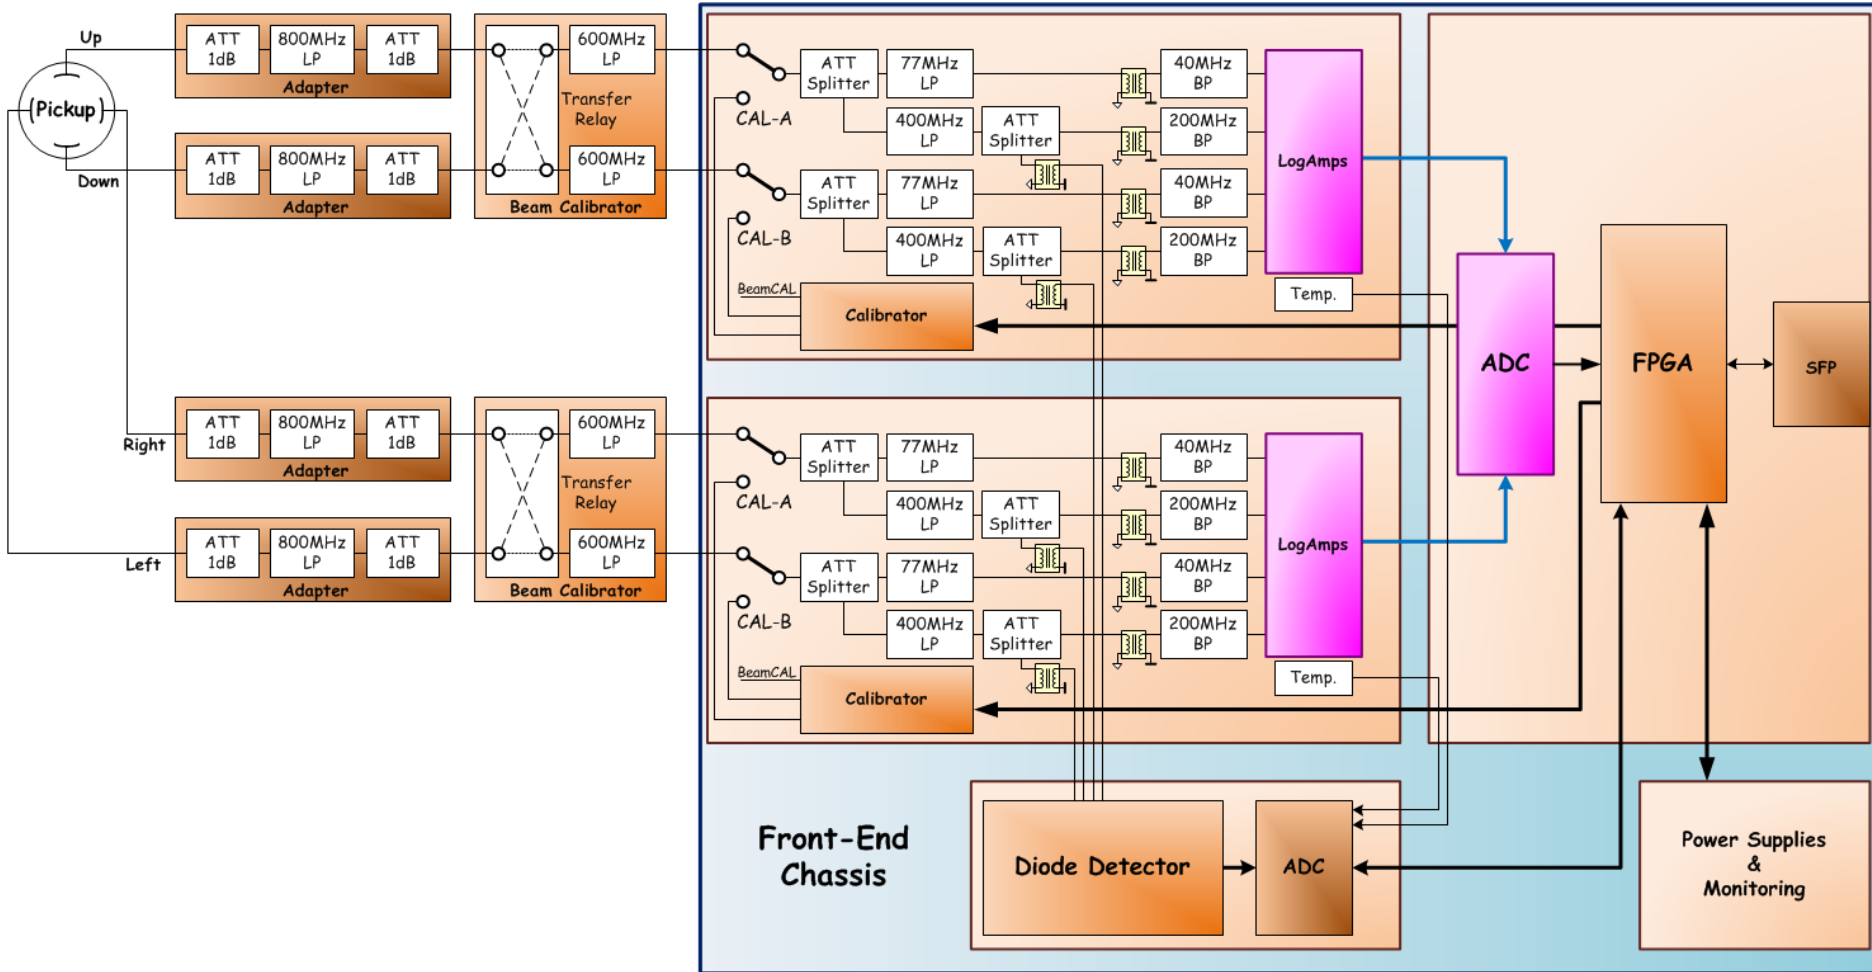 Up
ATT
1dB
800MHz
LP
ATT
1dB
Adapter
(Pickup)
Down
ATT
1dB
800MHz
LP
ATT
1dB
Adapter
600MHz
LP
Transfer
Relay
600MHz
LP
Beam Calibrator
CAL-A
ATT
Splitter
77MHz
LP
400MHz
LP
ATT
Splitter
40MHz
BP
200MHz
BP
CAL-B
ATT
Splitter
77MHz
LP
400MHz
LP
ATT
Splitter
40MHz
BP
200MHz
BP
LogAmps
Temp.
BeamCAL
Calibrator
ADC
FPGA
SFP
Right
ATT
1dB
800MHz
LP
ATT
1dB
Adapter
Left
ATT
1dB
800MHz
LP
ATT
1dB
Adapter
600MHz
LP
Transfer
Relay
600MHz
LP
Beam Calibrator
CAL-A
ATT
Splitter
77MHz
LP
400MHz
LP
ATT
Splitter
40MHz
BP
200MHz
BP
CAL-B
ATT
Splitter
77MHz
LP
400MHz
LP
ATT
Splitter
40MHz
BP
200MHz
BP
LogAmps
Temp.
BeamCAL
Calibrator
Front-End
Chassis
Diode Detector
ADC
Power Supplies
&
Monitoring